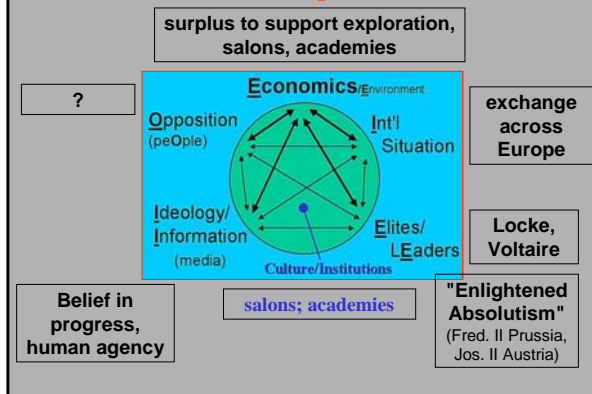 surplus to support exploration,
salons, academies
?
Economics/Environment
Opposition
(peOple)
Int'l
Situation
exchange
across
Europe
Ideology/
Information
(media)
Elites/
LEaders
Culture/Institutions
Locke,
Voltaire
Belief in
progress,
human agency
salons; academies
"Enlightened
Absolutism"
(Fred. II Prussia,
Jos. II Austria)